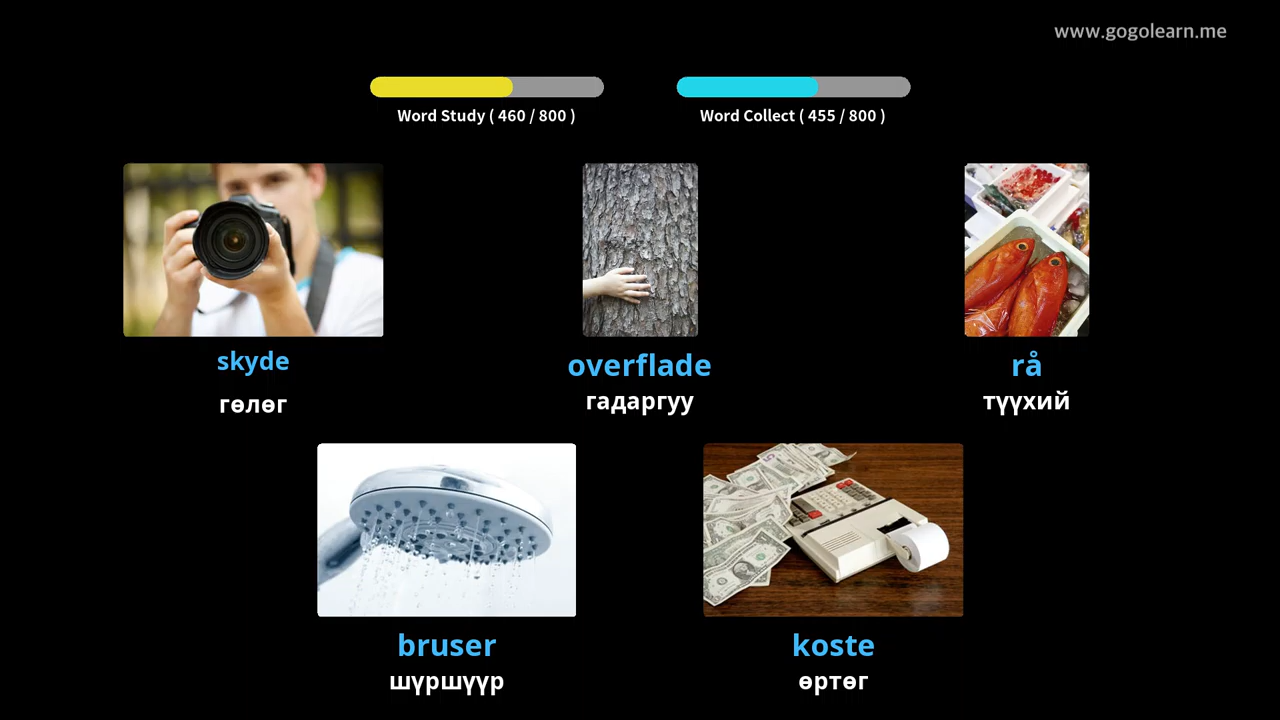 www.gogolearn.me
Word Study ( 460 / 800 )
Word Collect ( 455 / 800 )
skyde
гөлөг
overflade
гадаргуу
rå
түүхий
bruser
шүршүүр
koste
өртөг